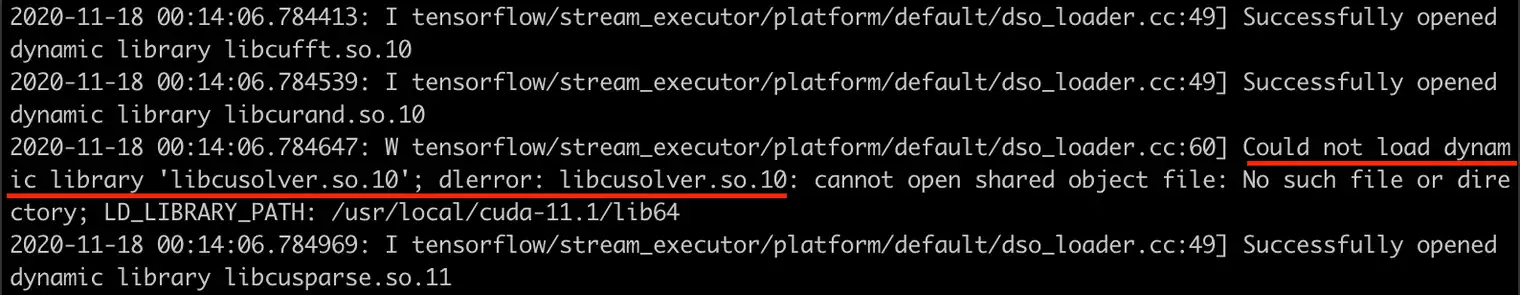 2020-11-18 00:14:06.784413: I tensorflow/stream_executor/platform/default/dso_loader.cc:49] Successfully opened
dynamic library libcufft.so.10
2020-11-18 00:14:06.784539: I tensorflow/stream_executor/platform/default/dso_loader.cc:49] Successfully opened
dynamic library libcurand.so.10
2020-11-18 00:14:06.784647: W tensorflow/stream_executor/platform/default/dso_loader.cc:60] Could not load dynam
ic library 'libcusolver.so.10'; dlerror: libcusolver.so.10: cannot open shared object file: No such file or dire
ctory; LD_LIBRARY_PATH: /usr/local/cuda-11.1/lib64
2020-11-18 00:14:06.784969: I tensorflow/stream_executor/platform/default/dso_loader.cc:49] Successfully opened
dynamic library libcusparse.so.11